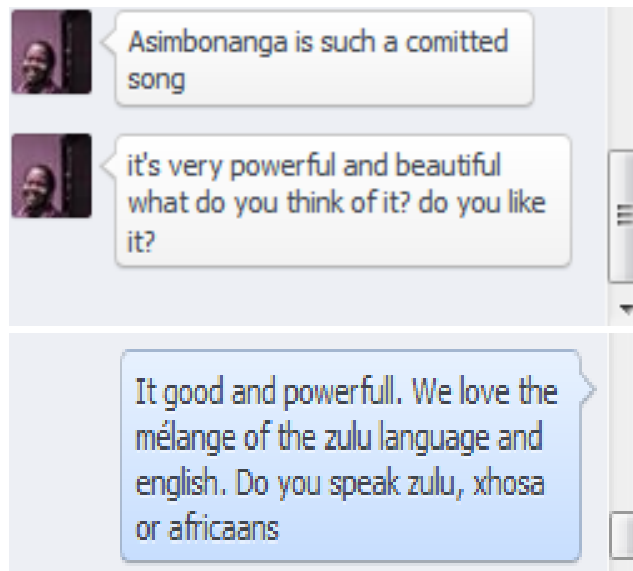 Asimbonanga is such a comitted
song
it's very powerful and beautiful
what do you think of it? do you like
it?
It good and powerfull. We love the
mélange of the zulu language and
english. Do you speak zulu, xhosa
or africaans